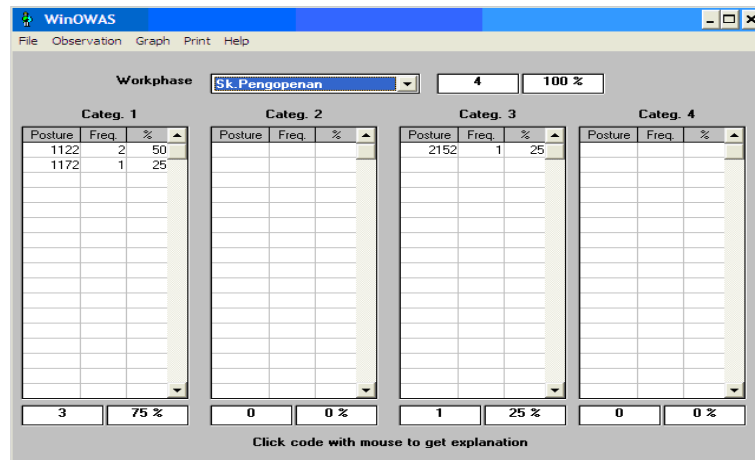 WinOWAS
File Observation Graph Print Help
Workphase Sk.Pengopenan 4 100 %
Categ. 1 Categ. 2 Categ. 3 Categ. 4
Posture Freq. % Posture Freq. % Posture Freq. % Posture Freq. %
1122 2 50 2152 1 25
1172 1 25
3 75 % 0 0 % 1 25 % 0 0 %
Click code with mouse to get explanation